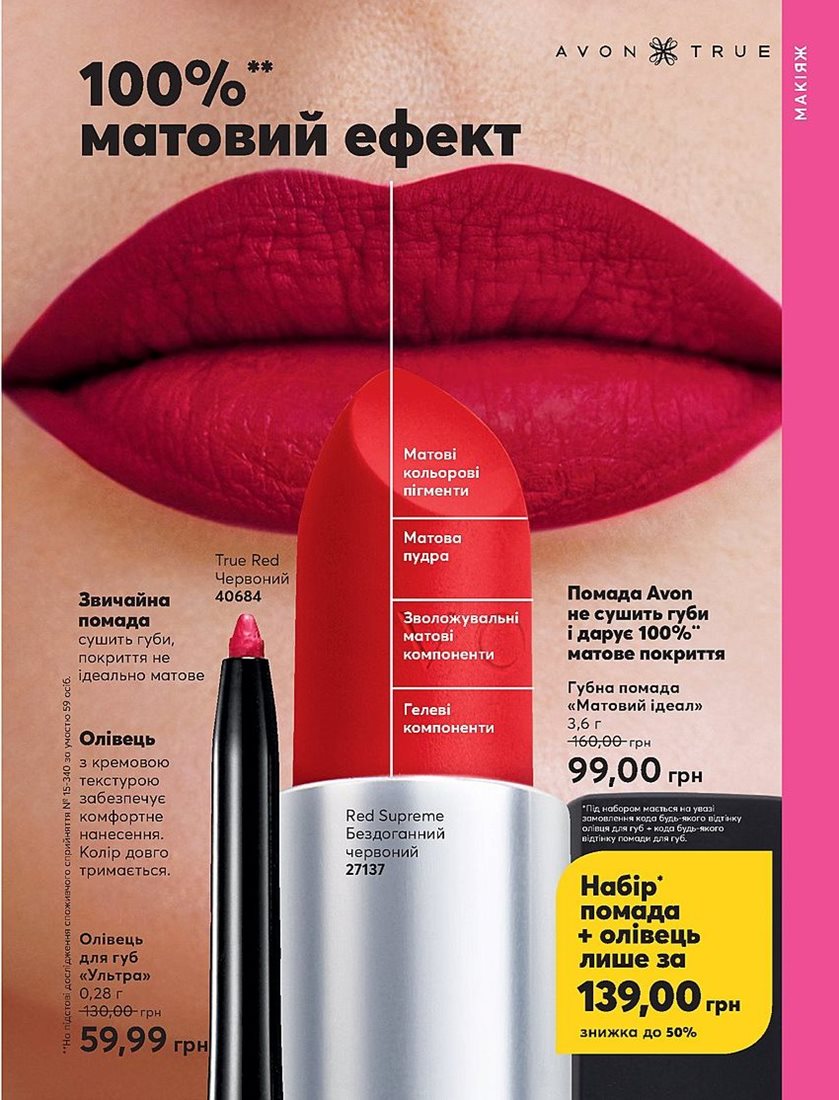 AVON TRUE
МАКІЯЖ
100%**
матовий ефект
Матові
кольорові
пігменти
Матова
пудра
Зволожувальні
матові
компоненти
Гелеві
компоненти
True Red
Червоний
40684
Звичайна
помада
сушить губи,
покриття не
ідеально матове
Олівець
з кремовою
текстурою
забезпечує
комфортне
нанесення.
Колір довго
тримається.
Олівець
для губ
«Ультра»
0,28 г
130,00 грн
59,99 грн
**На підставі дослідження споживчого сприйняття № 15-340 за участю 59 осіб.
Red Supreme
Бездоганний
червоний
27137
Помада Avon
не сушить губи
і дарує 100%**
матове покриття
Губна помада
«Матовий ідеал»
3,6 г
160,00 грн
99,00 грн
*Під набором мається на увазі
замовлення кода будь-якого відтінку
олівця для губ + кода будь-якого
відтінку помади для губ.
Набір*
помада
+ олівець
лише за
139,00 грн
знижка до 50%